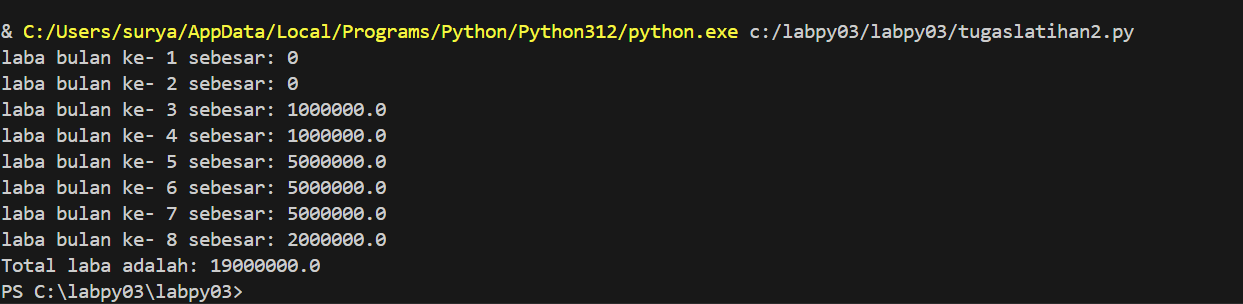 & C:/Users/surya/AppData/Local/Programs/Python/Python312/python.exe c:/labpy03/labpy03/tugaslatihan2.py
laba bulan ke- 1 sebesar: 0
laba bulan ke- 2 sebesar: 0
laba bulan ke- 3 sebesar: 1000000.0
laba bulan ke- 4 sebesar: 1000000.0
laba bulan ke- 5 sebesar: 5000000.0
laba bulan ke- 6 sebesar: 5000000.0
laba bulan ke- 7 sebesar: 5000000.0
laba bulan ke- 8 sebesar: 2000000.0
Total laba adalah: 19000000.0
PS C:\labpy03\labpy03>